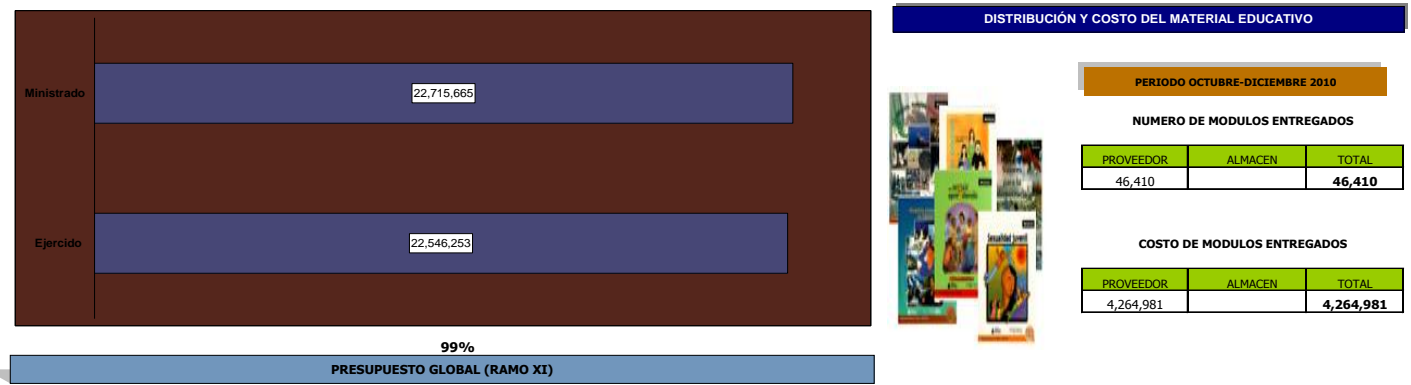 Ministrado
22,715,665
Ejercido
22,546,253
99%
PRESUPUESTO GLOBAL (RAMO XI)
DISTRIBUCIÓN Y COSTO DEL MATERIAL EDUCATIVO
PERIODO OCTUBRE-DICIEMBRE 2010
NUMERO DE MODULOS ENTREGADOS
PROVEEDOR ALMACEN TOTAL
46,410 46,410
COSTO DE MODULOS ENTREGADOS
PROVEEDOR ALMACEN TOTAL
4,264,981 4,264,981
Sexualidad juvenil